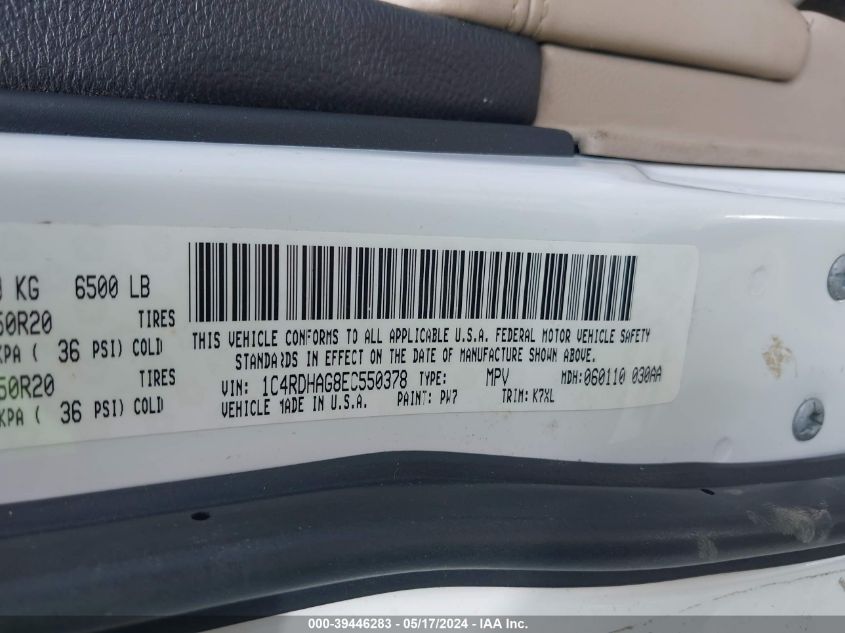 KG 6500 LB
50R20 TIRES
KPA ( 36 PSI) COLD
50R20 TIRES
KPA ( 36 PSI) COLD
THIS VEHICLE CONFORMS TO ALL APPLICABLE U.S.A. FEDERAL MOTOR VEHICLE SAFETY
STANDARDS IN EFFECT ON THE DATE OF MANUFACTURE SHOWN ABOVE.
VIN: 1C4RDHAG8EC550378 TYPE: MPV MDH:060110 030AA
VEHICLE MADE IN U.S.A. PAINT: PW7 TRIM: K7XL
000-39446283 - 05/17/2024 - IAA Inc.